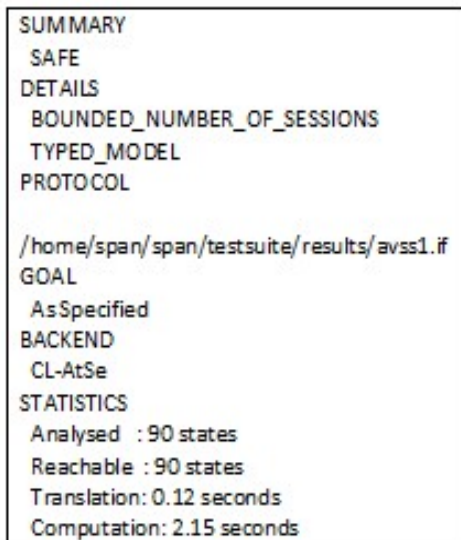 SUMMARY
SAFE
DETAILS
BOUNDED_NUMBER_OF_SESSIONS
TYPED_MODEL
PROTOCOL
/home/span/span/testsuite/results/avss1.if
GOAL
As Specified
BACKEND
CL-AtSe
STATISTICS
Analysed : 90 states
Reachable : 90 states
Translation: 0.12 seconds
Computation: 2.15 seconds